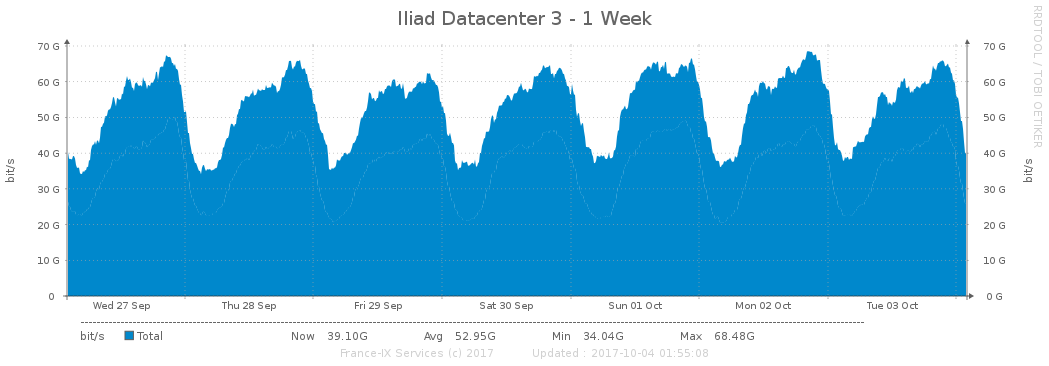 Iliad Datacenter 3 - 1 Week
RRDTOOL / TOBI OETIKER
70 G 70 G
60 G 60 G
50 G 50 G
40 G 40 G
30 G 30 G
20 G 20 G
10 G 10 G
0 0 G
bit/s bit/s
Wed 27 Sep Thu 28 Sep Fri 29 Sep Sat 30 Sep Sun 01 Oct Mon 02 Oct Tue 03 Oct
bit/s Total Now 39.10G Avg 52.95G Min 34.04G Max 68.48G
France-IX Services (c) 2017 Updated : 2017-10-04 01:55:08